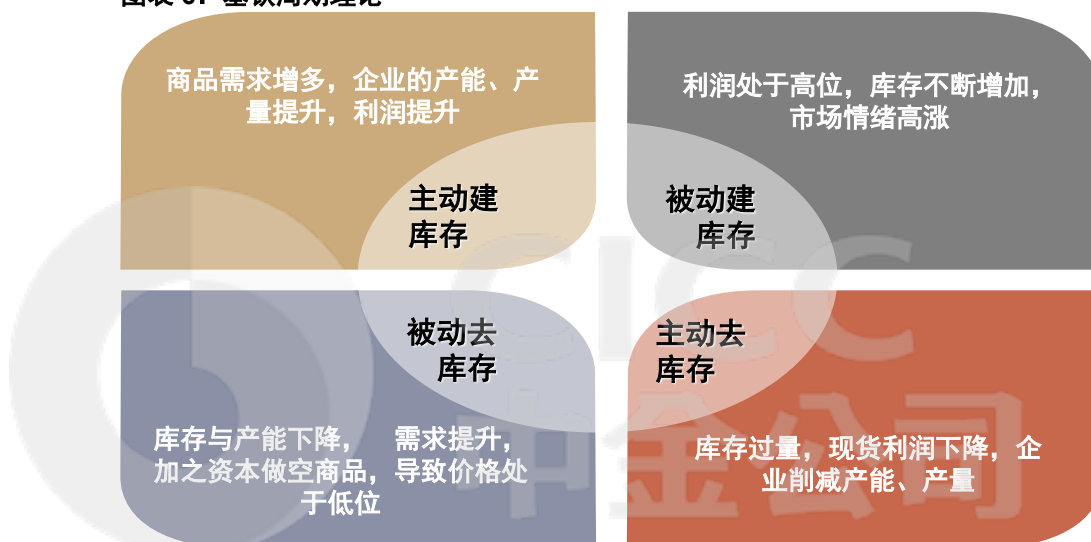 商品需求增多，企业的产能、产
量提升，利润提升
主动建
库存
利润处于高位，库存不断增加，
市场情绪高涨
被动建
库存
被动去
库存
库存与产能下降， 需求提升，
加之资本做空商品，导致价格处
于低位
主动去
库存
库存过量，现货利润下降，企
业削减产能、产量
CICC
中金公司